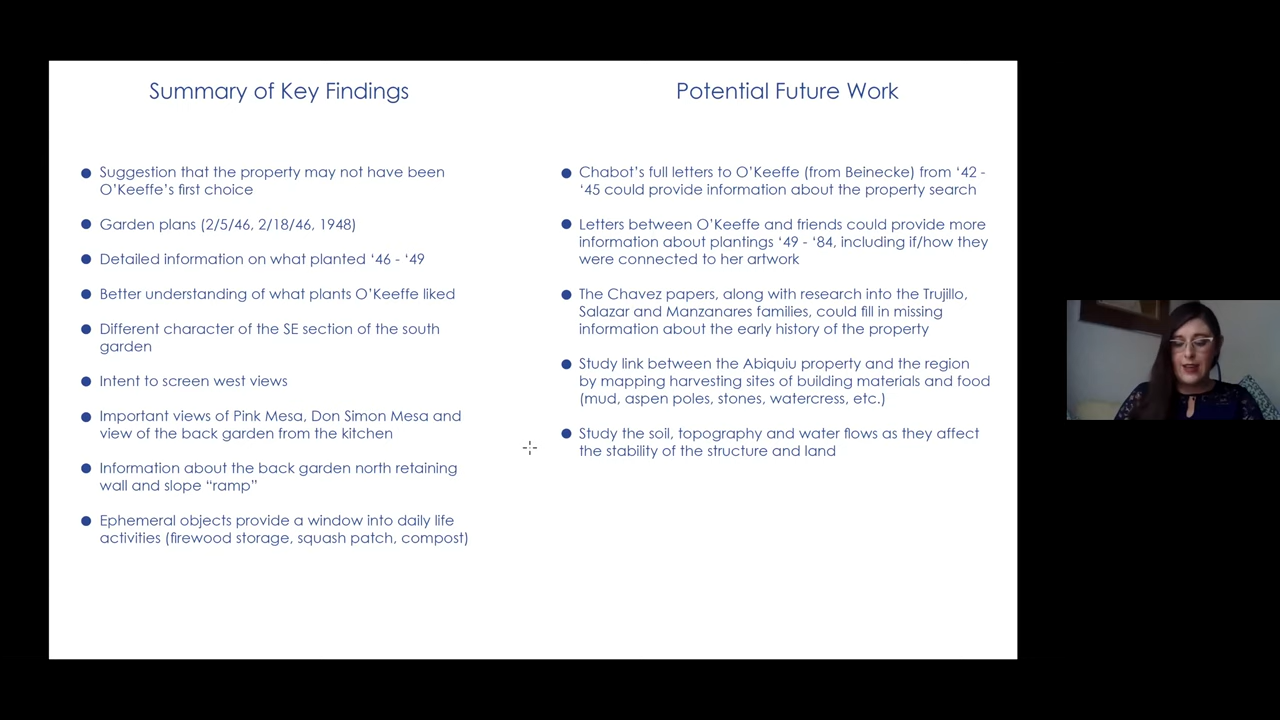 Summary of Key Findings
Suggestion that the property may not have been
O’Keeffe’s first choice
Garden plans (2/5/46, 2/18/46, 1948)
Detailed information on what planted ‘46 - ‘49
Better understanding of what plants O’Keeffe liked
Different character of the SE section of the south
garden
Intent to screen west views
Important views of Pink Mesa, Don Simon Mesa and
view of the back garden from the kitchen
Information about the back garden north retaining
wall and slope “ramp”
Ephemeral objects provide a window into daily life
activities (firewood storage, squash patch, compost)
Potential Future Work
Chabot’s full letters to O’Keeffe (from Beinecke) from ‘42 -
‘45 could provide information about the property search
Letters between O’Keeffe and friends could provide more
information about plantings ‘49 - ‘84, including if/how they
were connected to her artwork
The Chavez papers, along with research into the Trujillo,
Salazar and Manzanares families, could fill in missing
information about the early history of the property
Study link between the Abiquiu property and the region
by mapping harvesting sites of building materials and food
(mud, aspen poles, stones, watercress, etc.)
Study the soil, topography and water flows as they affect
the stability of the structure and land